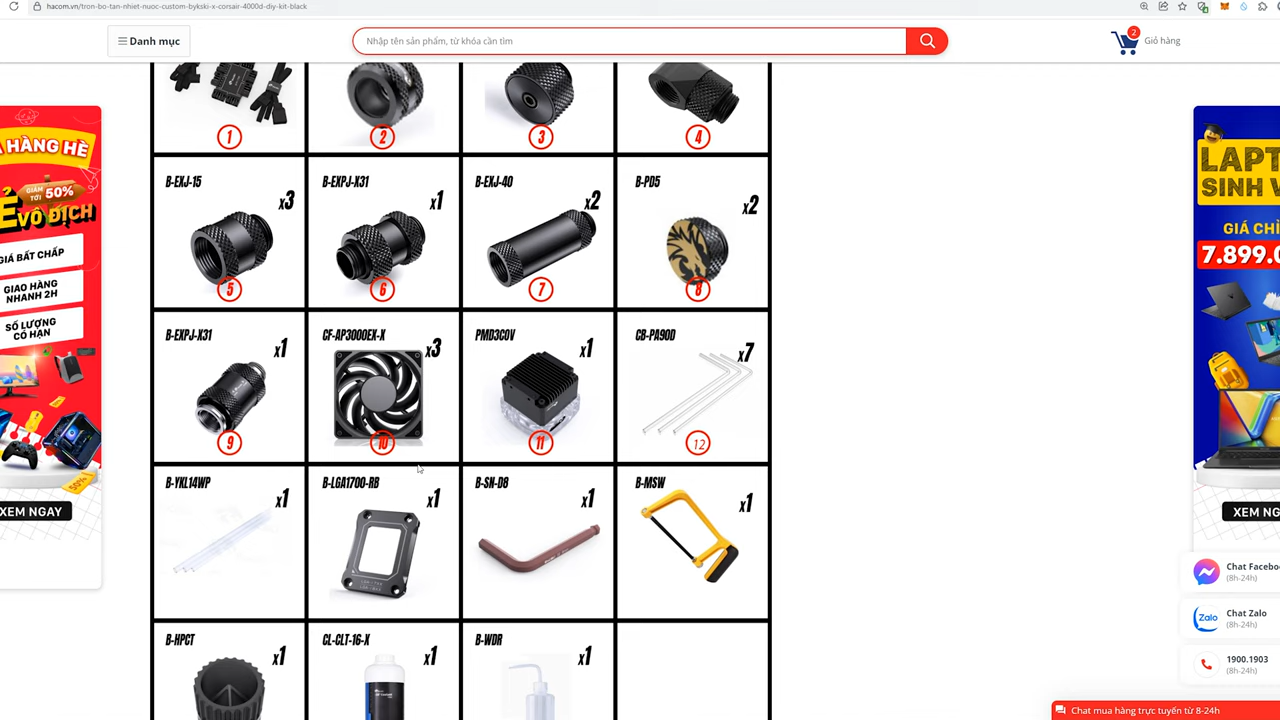 hacom.vn/tron-bo-tan-nhiet-nuoc-custom-bykski-x-corsair-4000d-diy-kit-black
Danh mục
Nhập tên sản phẩm, từ khóa cần tìm
2
Giỏ hàng
1
2
3
4
B-EXJ-15
x3
5
B-EXPJ-X31
x1
6
B-EXJ-40
x2
7
B-PD5
x2
8
B-EXPJ-X31
x1
9
CF-AP3000EX-X
x3
10
PMD3COV
x1
11
CB-PA90D
x7
12
B-YKL14WP
x1
B-LGA1700-RB
x1
B-SN-D8
x1
B-MSW
x1
B-HPCT
x1
CL-CLT-16-X
x1
B-WDR
x1
HÀNG HÈ
GIẢM TỚI 50%
VÔ ĐỊCH
GIÁ BẤT CHẤP
GIAO HÀNG
NHANH 2H
SỐ LƯỢNG
CÓ HẠN
50%
XEM NGAY
LAPT
SINH V
GIÁ CHỈ
7.899.0
XEM NG
Chat Facebo
(8h-24h)
Zalo
Chat Zalo
(8h-24h)
1900.1903
(8h-24h)
Chat mua hàng trực tuyến từ 8-24h